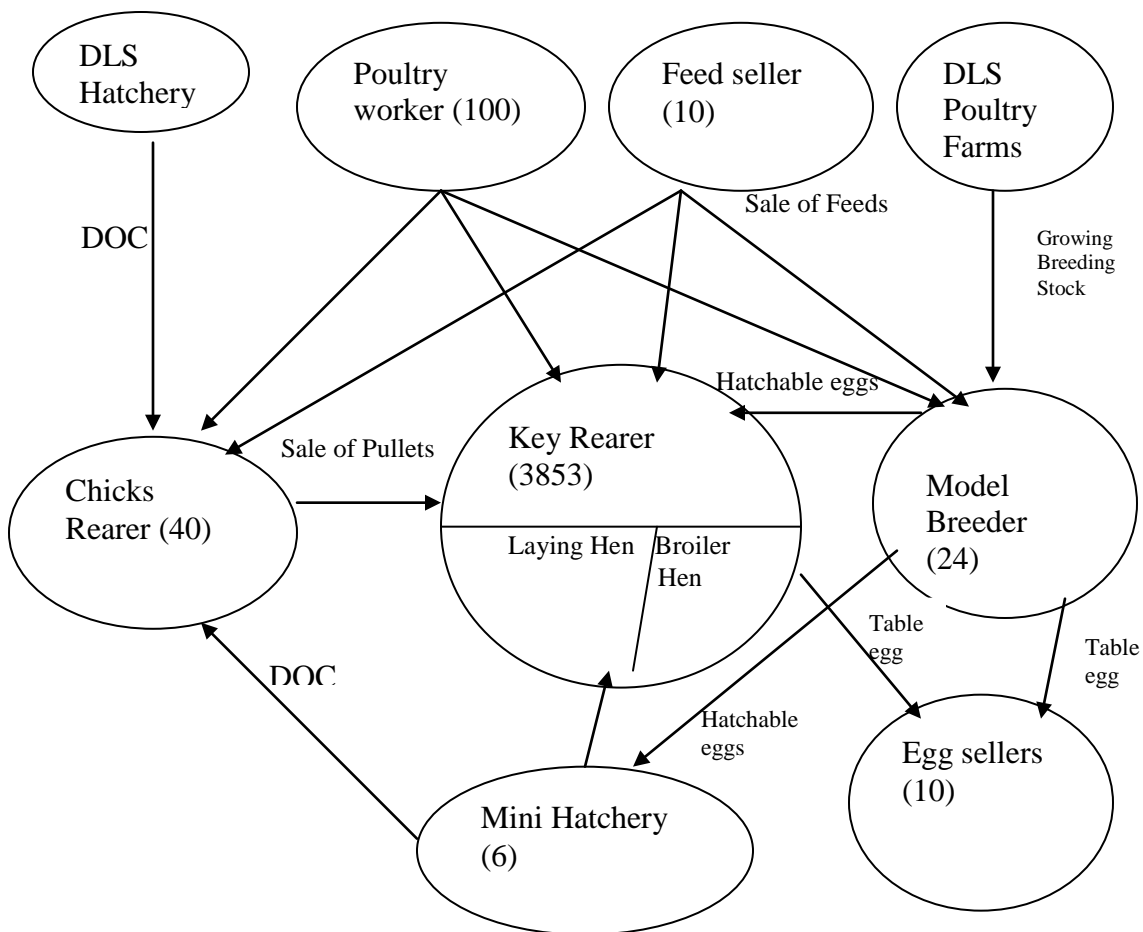 DLS
Hatchery
Poultry
worker (100)
Feed seller
(10)
DLS
Poultry
Farms
DOC
Sale of Feeds
Growing
Breeding
Stock
Hatchable eggs
Sale of Pullets
Key Rearer
(3853)
Chicks
Rearer (40)
Model
Breeder
(24)
Laying Hen
Broiler
Hen
Table
egg
Table
egg
DOC
Hatchable
eggs
Egg sellers
(10)
Mini Hatchery
(6)